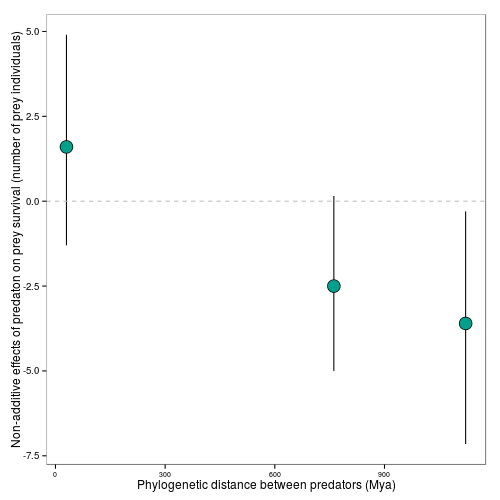 Non-additive effects of predaton on prey survival (number of prey individuals)
5.0
2.5
0.0
-2.5
-5.0
-7.5
0 300 600 900
Phylogenetic distance between predators (Mya)